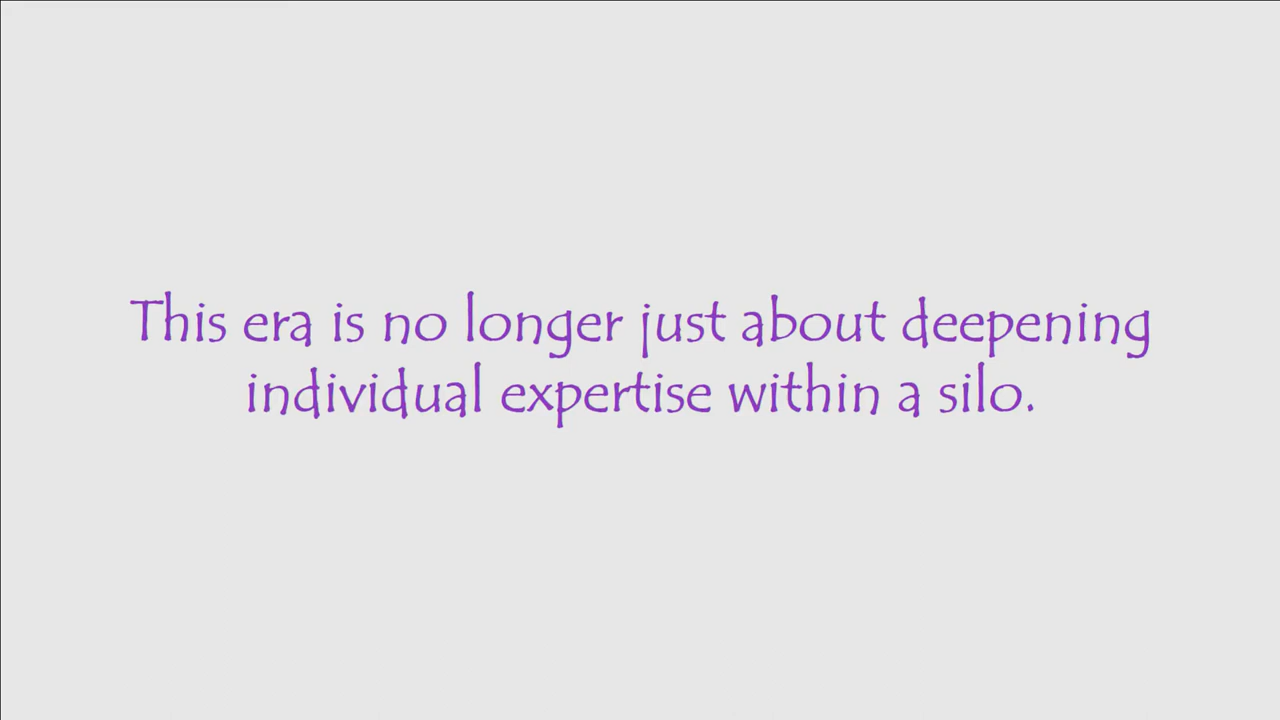 This era is no longer just about deepening
individual expertise within a silo.